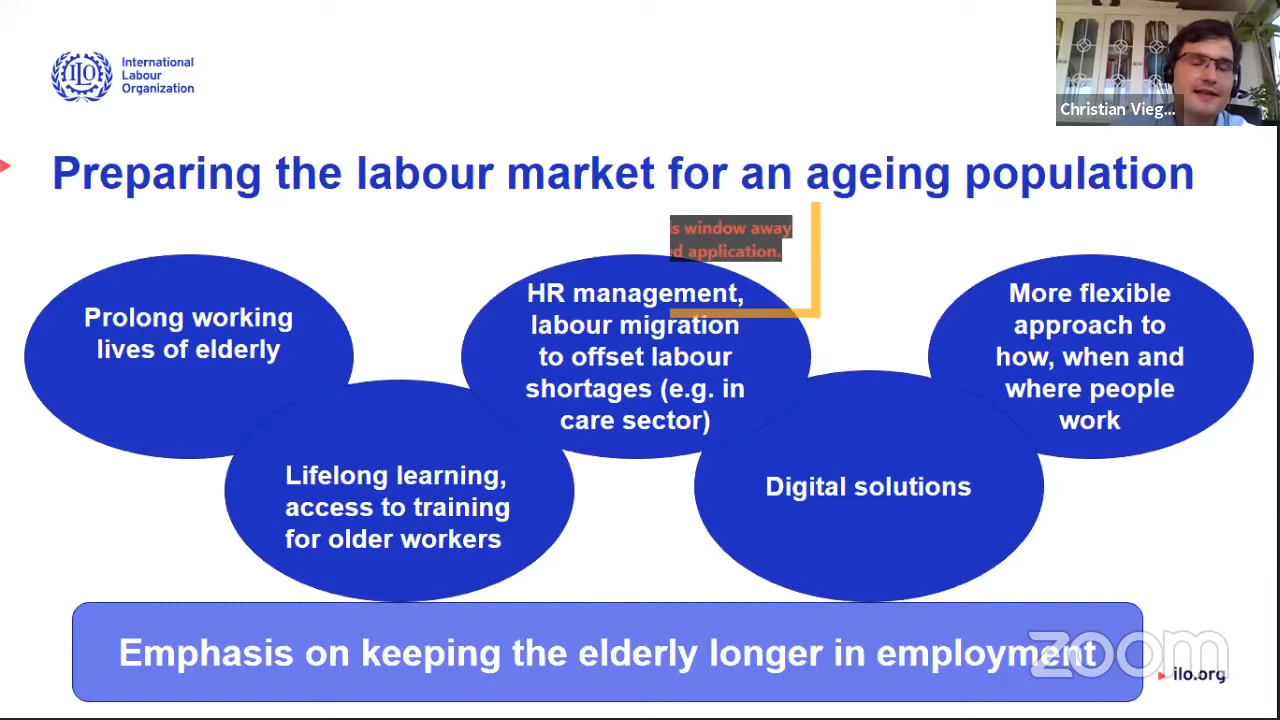 International
Labour
Organization
ILO
Christian Vieg...
Preparing the labour market for an ageing population
is window away
d application.
Prolong working
lives of elderly
HR management,
labour migration
to offset labour
shortages (e.g. in
care sector)
More flexible
approach to
how, when and
where people
work
Lifelong learning,
access to training
for older workers
Digital solutions
Emphasis on keeping the elderly longer in employment
zoom
ilo.org